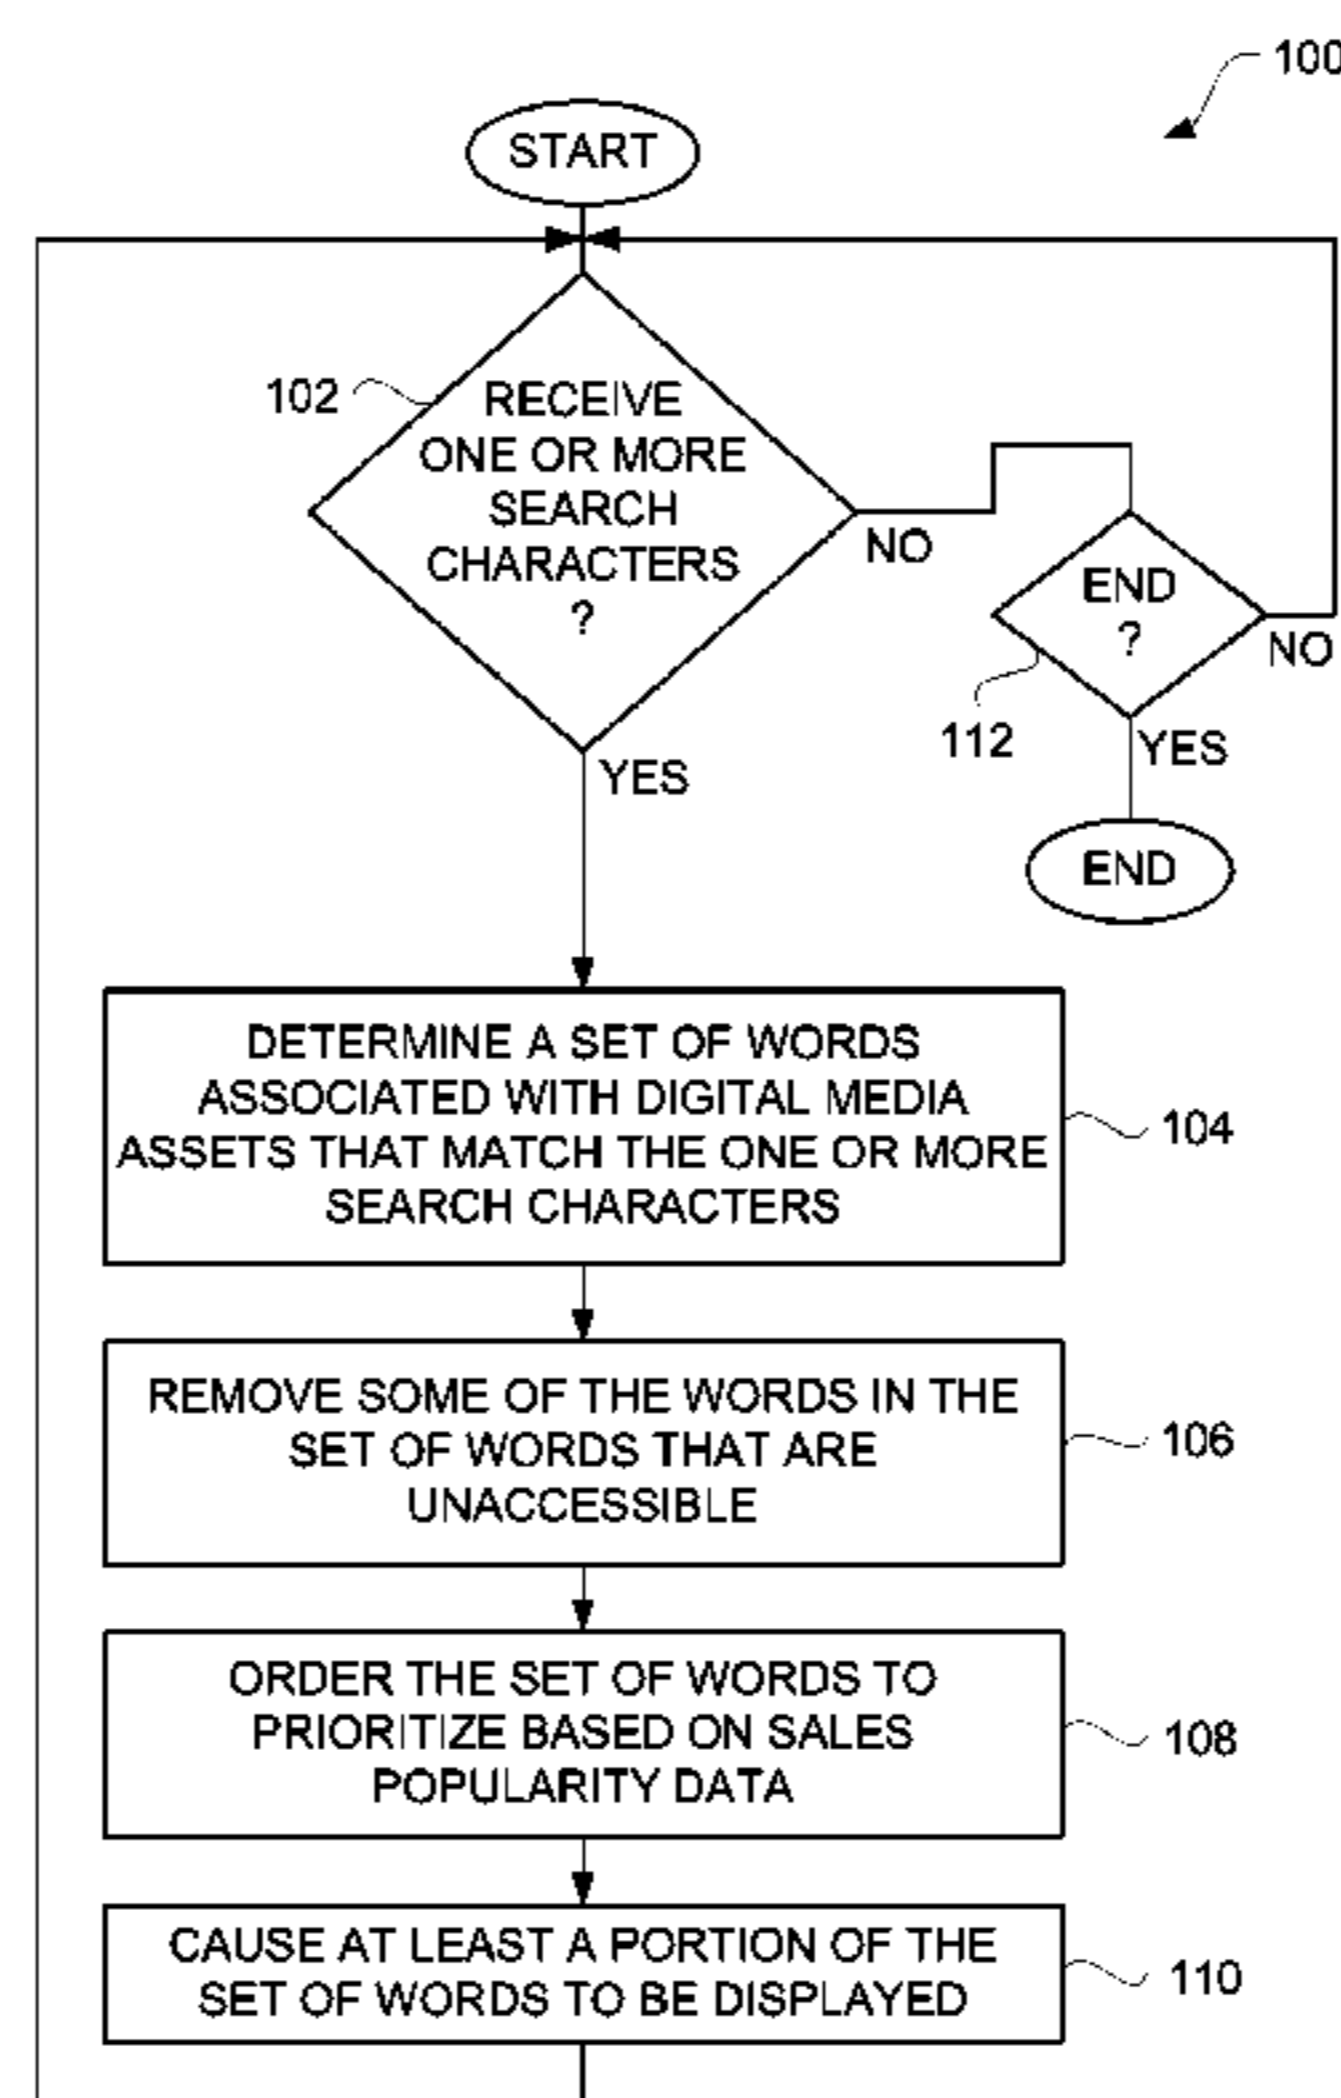 100
START
102
RECEIVE
ONE OR MORE
SEARCH
CHARACTERS
?
NO
END
?
NO
112
YES
YES
END
DETERMINE A SET OF WORDS
ASSOCIATED WITH DIGITAL MEDIA
ASSETS THAT MATCH THE ONE OR MORE
SEARCH CHARACTERS
104
REMOVE SOME OF THE WORDS IN THE
SET OF WORDS THAT ARE
UNACCESSIBLE
106
ORDER THE SET OF WORDS TO
PRIORITIZE BASED ON SALES
POPULARITY DATA
108
CAUSE AT LEAST A PORTION OF THE
SET OF WORDS TO BE DISPLAYED
110